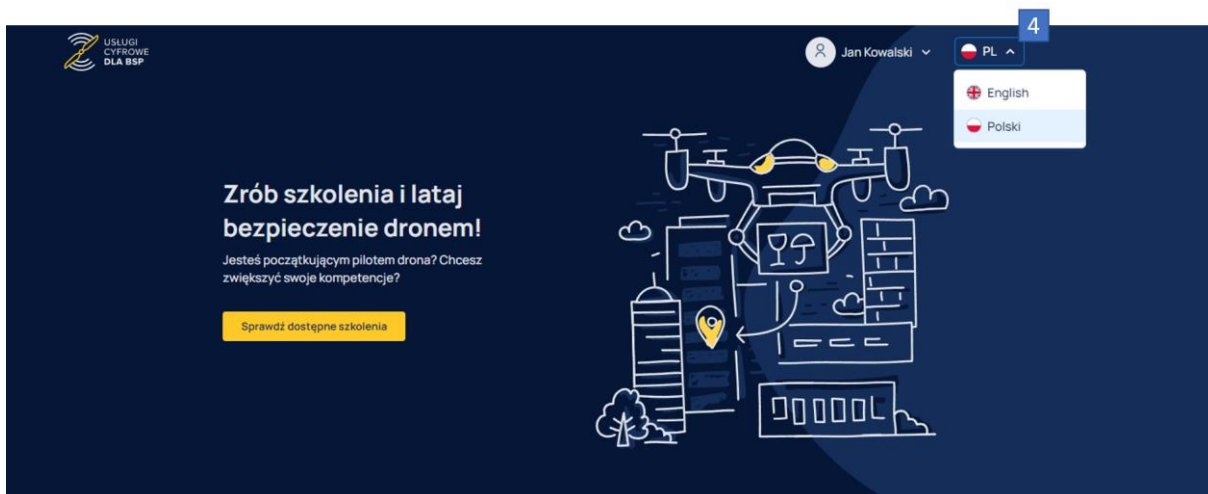 4
USŁUGI
CYFROWE
DLA BSP
Jan Kowalski
PL
English
Polski
Zrób szkolenia i lataj
bezpieczenie dronem!
Jesteś początkującym pilotem drona? Chcesz
zwiększyć swoje kompetencje?
Sprawdź dostępne szkolenia